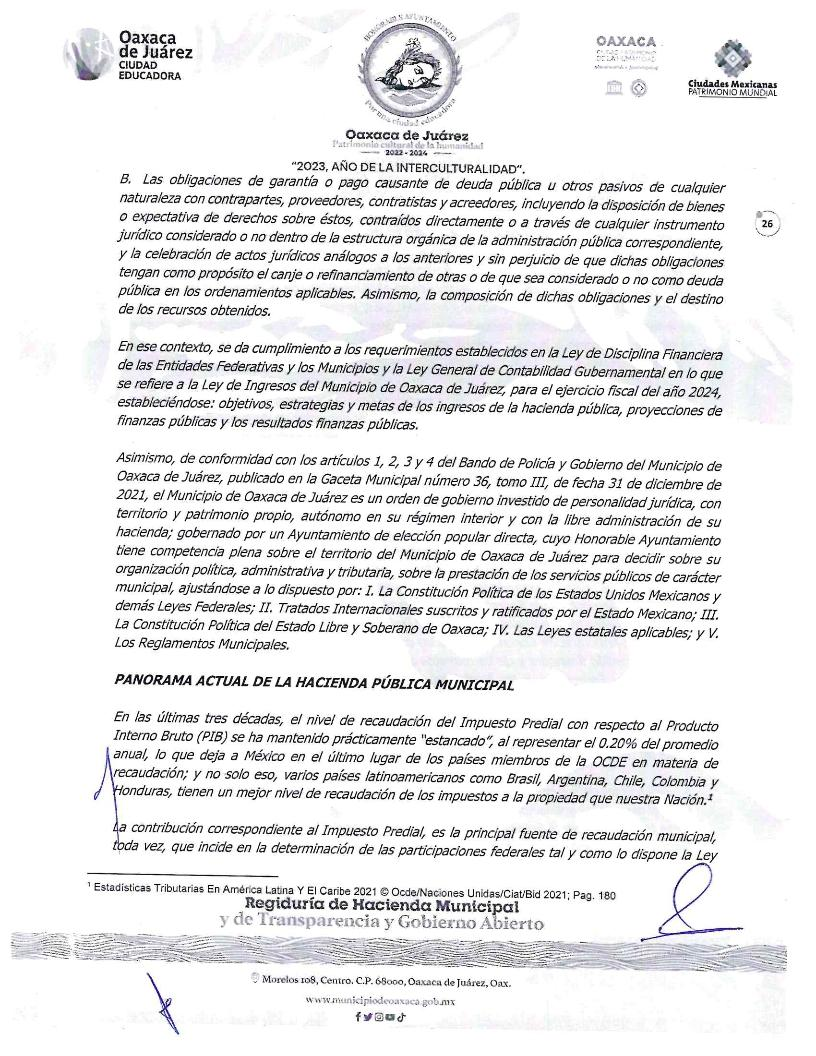 Oaxaca
de Juárez
CIUDAD
EDUCADORA
HONORABLE AYUNTAMIENTO
Por una ciudad educadora
Oaxaca de Juárez
Patrimonio cultural de la humanidad
2022 - 2024
OAXACA
CIUDAD PATRIMONIO
DE LA HUMANIDAD
Ciudades Mexicanas
PATRIMONIO MUNDIAL
"2023, AÑO DE LA INTERCULTURALIDAD".
26
B. Las obligaciones de garantía o pago causante de deuda pública u otros pasivos de cualquier
naturaleza con contrapartes, proveedores, contratistas y acreedores, incluyendo la disposición de bienes
o expectativa de derechos sobre éstos, contraídos directamente o a través de cualquier instrumento
jurídico considerado o no dentro de la estructura orgánica de la administración pública correspondiente,
y la celebración de actos jurídicos análogos a los anteriores y sin perjuicio de que dichas obligaciones
tengan como propósito el canje o refinanciamiento de otras o de que sea considerado o no como deuda
pública en los ordenamientos aplicables. Asimismo, la composición de dichas obligaciones y el destino
de los recursos obtenidos.
En ese contexto, se da cumplimiento a los requerimientos establecidos en la Ley de Disciplina Financiera
de las Entidades Federativas y los Municipios y la Ley General de Contabilidad Gubernamental en lo que
se refiere a la Ley de Ingresos del Municipio de Oaxaca de Juárez, para el ejercicio fiscal del año 2024,
estableciéndose: objetivos, estrategias y metas de los ingresos de la hacienda pública, proyecciones de
finanzas públicas y los resultados finanzas públicas.
Asimismo, de conformidad con los artículos 1, 2, 3 y 4 del Bando de Policía y Gobierno del Municipio de
Oaxaca de Juárez, publicado en la Gaceta Municipal número 36, tomo III, de fecha 31 de diciembre de
2021, el Municipio de Oaxaca de Juárez es un orden de gobierno investido de personalidad jurídica, con
territorio y patrimonio propio, autónomo en su régimen interior y con la libre administración de su
hacienda; gobernado por un Ayuntamiento de elección popular directa, cuyo Honorable Ayuntamiento
tiene competencia plena sobre el territorio del Municipio de Oaxaca de Juárez para decidir sobre su
organización política, administrativa y tributaria, sobre la prestación de los servicios públicos de carácter
municipal, ajustándose a lo dispuesto por: I. La Constitución Política de los Estados Unidos Mexicanos y
demás Leyes Federales; II. Tratados Internacionales suscritos y ratificados por el Estado Mexicano; III.
La Constitución Política del Estado Libre y Soberano de Oaxaca; IV. Las Leyes estatales aplicables; y V.
Los Reglamentos Municipales.
PANORAMA ACTUAL DE LA HACIENDA PÚBLICA MUNICIPAL
En las últimas tres décadas, el nivel de recaudación del Impuesto Predial con respecto al Producto
Interno Bruto (PIB) se ha mantenido prácticamente "estancado", al representar el 0.20% del promedio
anual, lo que deja a México en el último lugar de los países miembros de la OCDE en materia de
recaudación; y no solo eso, varios países latinoamericanos como Brasil, Argentina, Chile, Colombia y
Honduras, tienen un mejor nivel de recaudación de los impuestos a la propiedad que nuestra Nación.¹
La contribución correspondiente al Impuesto Predial, es la principal fuente de recaudación municipal,
toda vez, que incide en la determinación de las participaciones federales tal y como lo dispone la Ley
¹ Estadísticas Tributarias En América Latina Y El Caribe 2021 © Ocde/Naciones Unidas/Ciat/Bid 2021; Pag. 180
Regiduría de Hacienda Municipal
y de Transparencia y Gobierno Abierto
Morelos 108, Centro. C.P. 68000, Oaxaca de Juárez, Oax.
www.municipiodeoaxaca.gob.mx